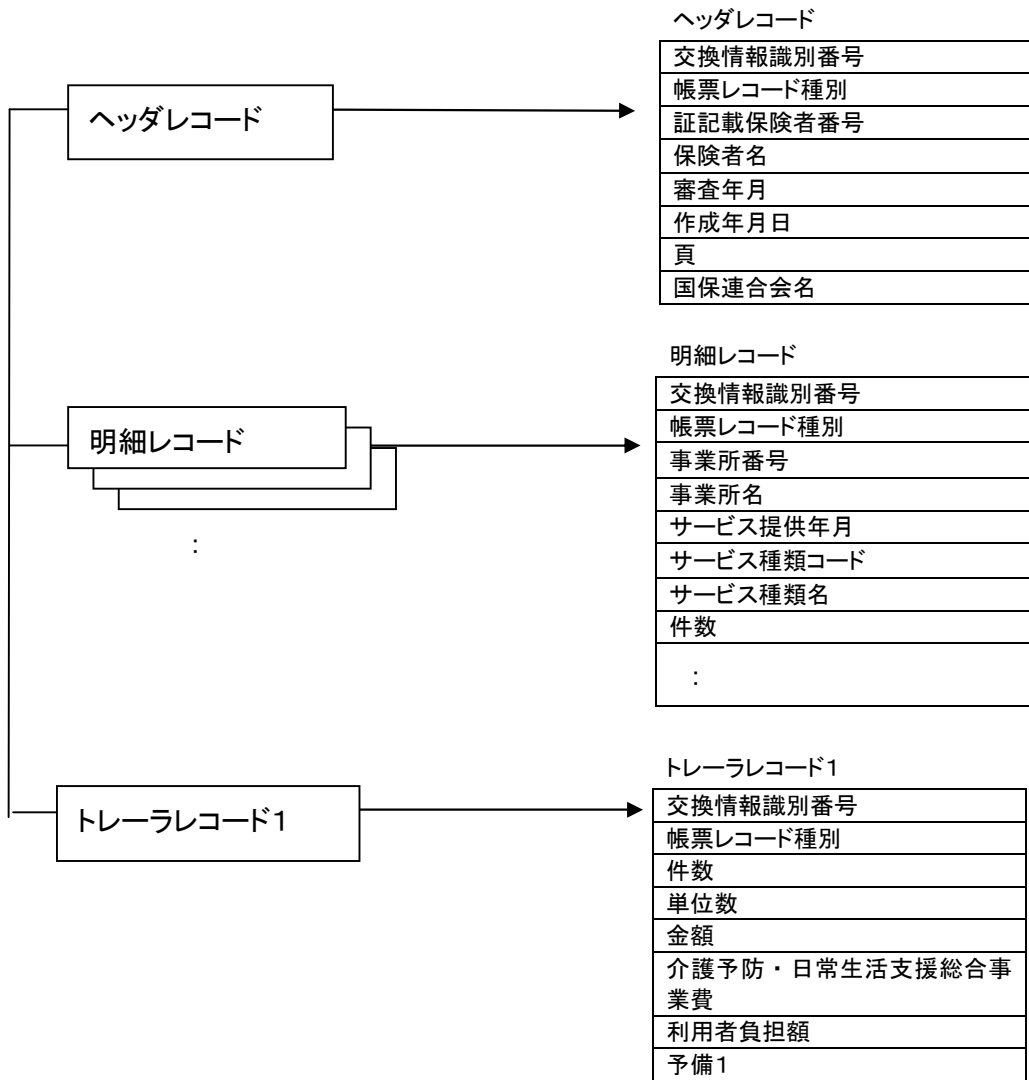 ヘッダレコード
ヘッダレコード
交換情報識別番号
帳票レコード種別
証記載保険者番号
保険者名
審査年月
作成年月日
頁
国保連合会名
明細レコード
:
明細レコード
交換情報識別番号
帳票レコード種別
事業所番号
事業所名
サービス提供年月
サービス種類コード
サービス種類名
件数
:
トレーラレコード1
トレーラレコード1
交換情報識別番号
帳票レコード種別
件数
単位数
金額
介護予防・日常生活支援総合事
業費
利用者負担額
予備1